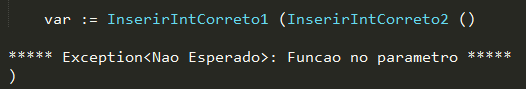 var := InserirIntCorreto1 (InserirIntCorreto2 ()
***** Exception<Nao Esperado>: Funcao no parametro *****
)